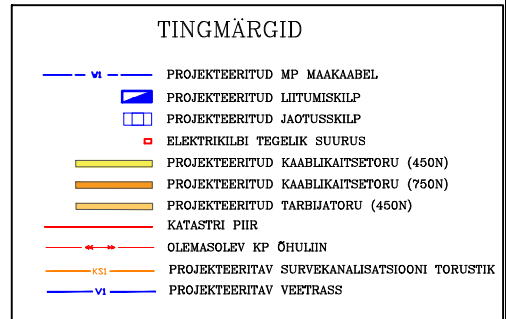 TINGMÄRGID
W1 PROJEKTEERITUD MP MAAKAABEL
PROJEKTEERITUD LIITUMISKILP
PROJEKTEERITUD JAOTUSSKILP
ELEKTRIKILBI TEGELIK SUURUS
PROJEKTEERITUD KAABLIKAITSETORU (450N)
PROJEKTEERITUD KAABLIKAITSETORU (750N)
PROJEKTEERITUD TARBIJATORU (450N)
KATASTRI PIIR
OLEMASOLEV KP ÕHULIIN
KS1 PROJEKTEERITAV SURVEKANALISATSIOONI TORUSTIK
V1 PROJEKTEERITAV VEETRASS